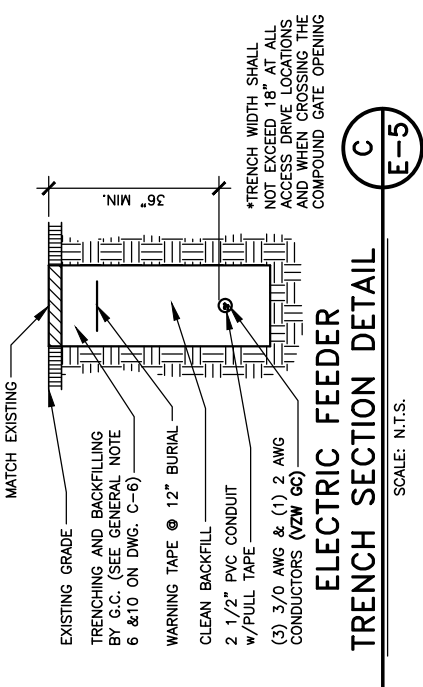 MATCH EXISTING
EXISTING GRADE
TRENCHING AND BACKFILLING
BY G.C. (SEE GENERAL NOTE
6 &10 ON DWG. C-6)
WARNING TAPE @ 12" BURIAL
CLEAN BACKFILL
2 1/2" PVC CONDUIT
w/PULL TAPE
(3) 3/0 AWG & (1) 2 AWG
CONDUCTORS (VZW GC)
36" MIN.
*TRENCH WIDTH SHALL
NOT EXCEED 18" AT ALL
ACCESS DRIVE LOCATIONS
AND WHEN CROSSING THE
COMPOUND GATE OPENING
ELECTRIC FEEDER
TRENCH SECTION DETAIL
SCALE: N.T.S.
C
E-5